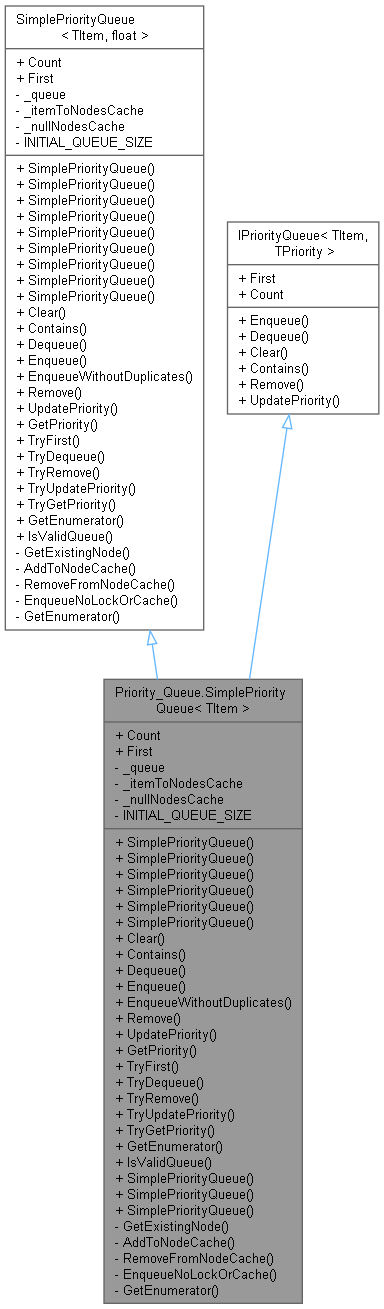 SimplePriorityQueue
< TItem, float >
+ Count
+ First
- _queue
- _itemToNodesCache
- _nullNodesCache
- INITIAL_QUEUE_SIZE
+ SimplePriorityQueue()
+ SimplePriorityQueue()
+ SimplePriorityQueue()
+ SimplePriorityQueue()
+ SimplePriorityQueue()
+ SimplePriorityQueue()
+ SimplePriorityQueue()
+ SimplePriorityQueue()
+ SimplePriorityQueue()
+ Clear()
+ Contains()
+ Dequeue()
+ Enqueue()
+ EnqueueWithoutDuplicates()
+ Remove()
+ UpdatePriority()
+ GetPriority()
+ TryFirst()
+ TryDequeue()
+ TryRemove()
+ TryUpdatePriority()
+ TryGetPriority()
+ GetEnumerator()
+ IsValidQueue()
- GetExistingNode()
- AddToNodeCache()
- RemoveFromNodeCache()
- EnqueueNoLockOrCache()
- GetEnumerator()
IPriorityQueue< TItem,
TPriority >
+ First
+ Count
+ Enqueue()
+ Dequeue()
+ Clear()
+ Contains()
+ Remove()
+ UpdatePriority()
Priority_Queue.SimplePriority
Queue< TItem >
+ Count
+ First
- _queue
- _itemToNodesCache
- _nullNodesCache
- INITIAL_QUEUE_SIZE
+ SimplePriorityQueue()
+ SimplePriorityQueue()
+ SimplePriorityQueue()
+ SimplePriorityQueue()
+ SimplePriorityQueue()
+ SimplePriorityQueue()
+ Clear()
+ Contains()
+ Dequeue()
+ Enqueue()
+ EnqueueWithoutDuplicates()
+ Remove()
+ UpdatePriority()
+ GetPriority()
+ TryFirst()
+ TryDequeue()
+ TryRemove()
+ TryUpdatePriority()
+ TryGetPriority()
+ GetEnumerator()
+ IsValidQueue()
+ SimplePriorityQueue()
+ SimplePriorityQueue()
+ SimplePriorityQueue()
- GetExistingNode()
- AddToNodeCache()
- RemoveFromNodeCache()
- EnqueueNoLockOrCache()
- GetEnumerator()